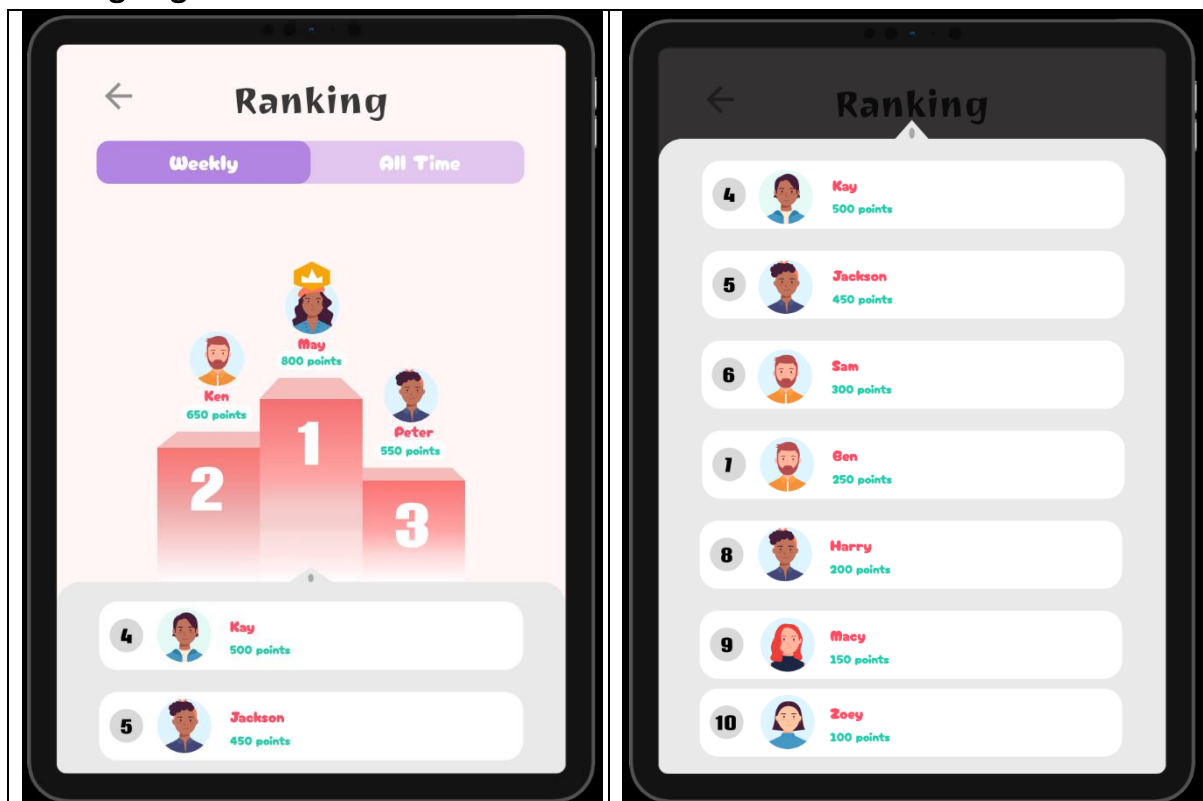 Ranking
Weekly
All Time
May
800 points
Ken
650 points
Peter
550 points
1
2
3
4
Kay
500 points
5
Jackson
450 points
Ranking
4
Kay
500 points
5
Jackson
450 points
6
Sam
300 points
7
Ben
250 points
8
Harry
200 points
9
Macy
150 points
10
Zoey
100 points